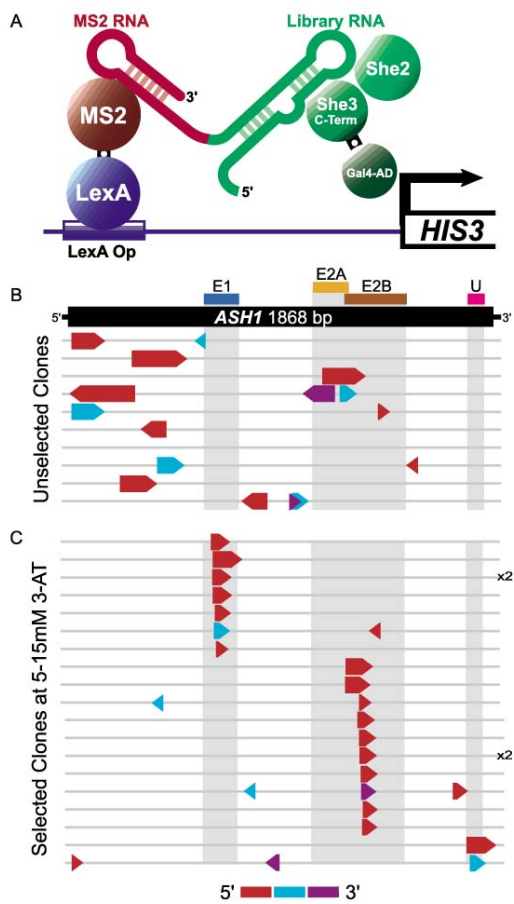 A
MS2 RNA
Library RNA
3'
MS2
LexA
LexA Op
She2
She3
C-Term
Gal4-AD
5'
HIS3
B
E1
E2A
E2B
U
5'
ASH1 1868 bp
3'
Unselected Clones
C
Selected Clones at 5-15mM 3-AT
x2
x2
5'
3'